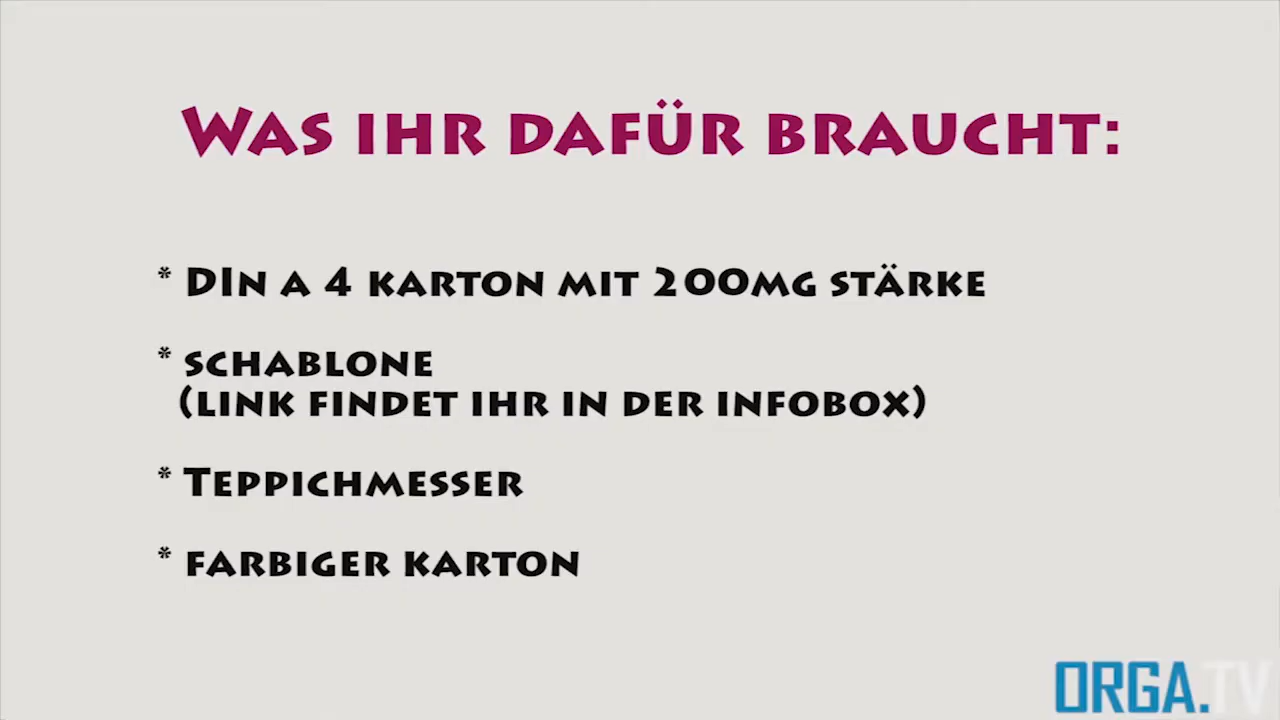 Was ihr dafür braucht:
* DIn a 4 karton mit 200mg stärke
* schablone
(link findet ihr in der infobox)
* Teppichmesser
* farbiger karton
ORGA.TV